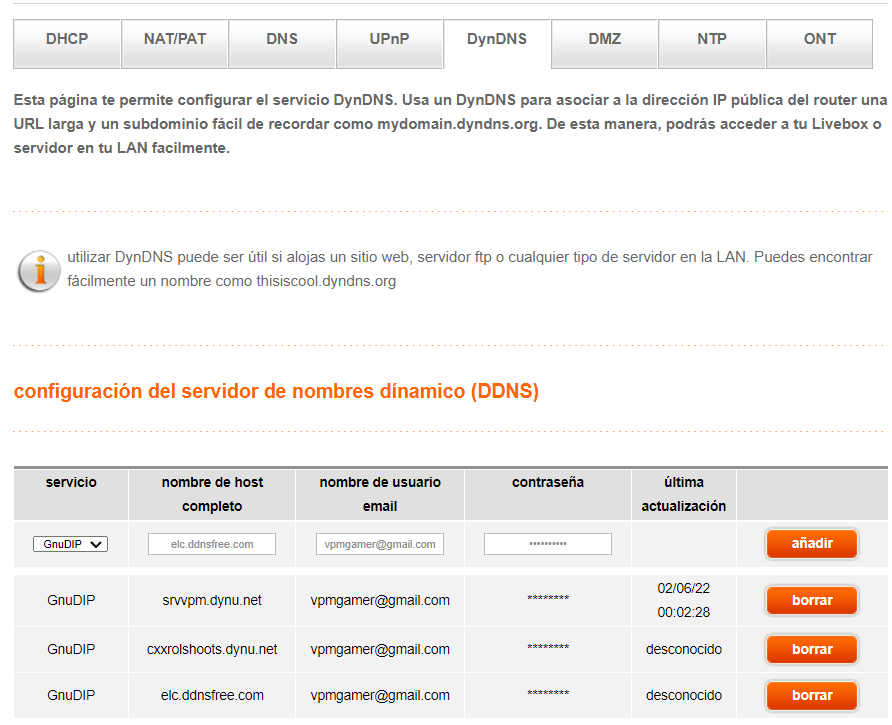 DHCP NAT/PAT DNS UPnP DynDNS DMZ NTP ONT
Esta página te permite configurar el servicio DynDNS. Usa un DynDNS para asociar a la dirección IP pública del router una
URL larga y un subdominio fácil de recordar como mydomain.dyndns.org. De esta manera, podrás acceder a tu Livebox o
servidor en tu LAN facilmente.
utilizar DynDNS puede ser útil si alojas un sitio web, servidor ftp o cualquier tipo de servidor en la LAN. Puedes encontrar
fácilmente un nombre como thisiscool.dyndns.org
configuración del servidor de nombres dínamico (DDNS)
servicio nombre de host completo nombre de usuario email contraseña última actualización
GnuDIP elc.ddnsfree.com vpmgamer@gmail.com •••••••••• añadir
GnuDIP srvvpm.dynu.net vpmgamer@gmail.com ******** 02/06/22 00:02:28 borrar
GnuDIP cxxrolshoots.dynu.net vpmgamer@gmail.com ******** desconocido borrar
GnuDIP elc.ddnsfree.com vpmgamer@gmail.com ******** desconocido borrar